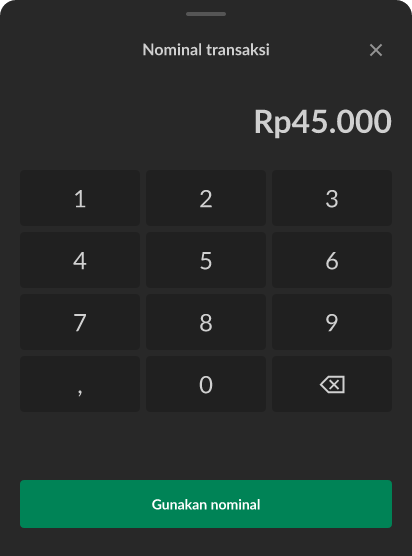 Nominal transaksi
Rp45.000
1 2 3
4 5 6
7 8 9
, 0
Gunakan nominal